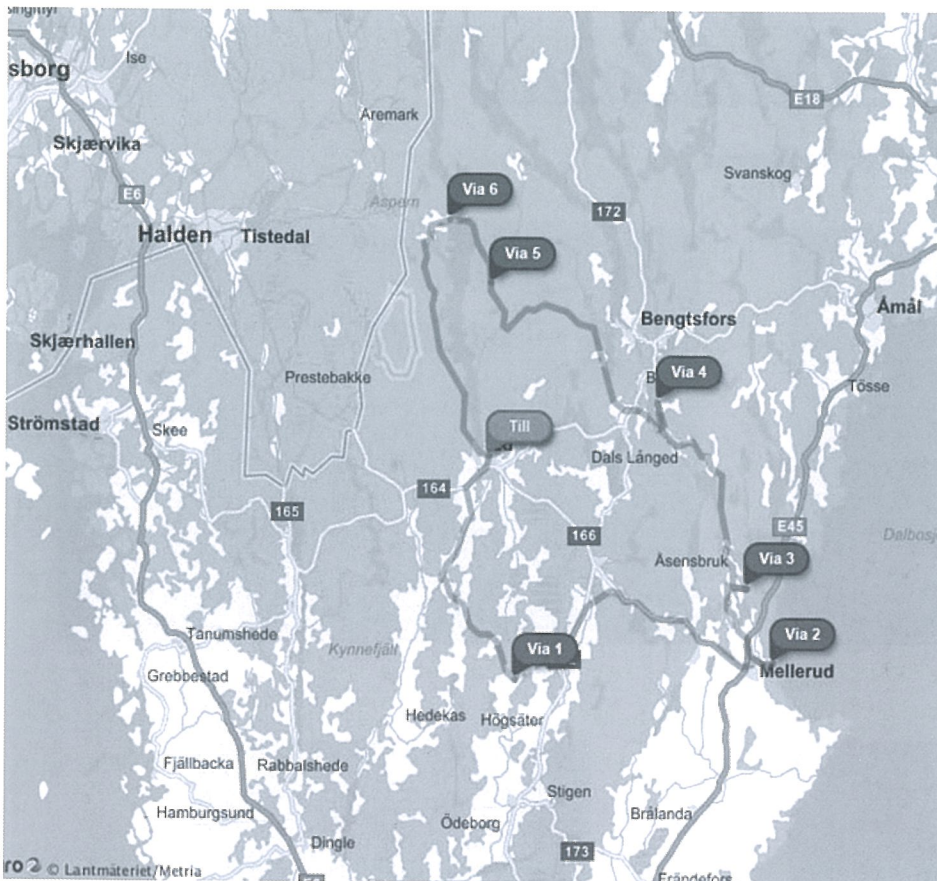 Ise
sborg
Aremark
E18
Skjærvika
Svanskog
E6
Via 6
Aspern
172
Halden
Tistedal
Via 5
Åmål
Bengtsfors
Skjærhallen
Prestebakke
Via 4
Tösse
Strömstad
Skee
Till
Dals Långed
164
165
E45
166
Dalbosj
Åsensbruk
Via 3
Tanumshede
Via 2
Kynnefjäll
Via 1
Mellerud
Grebbestad
Hedekas
Högsäter
Fjällbacka
Rabbalshede
Stigen
Hamburgsund
Ödeborg
Brålanda
Dingle
173
ro © Lantmäteriet/Metria
Frändefors